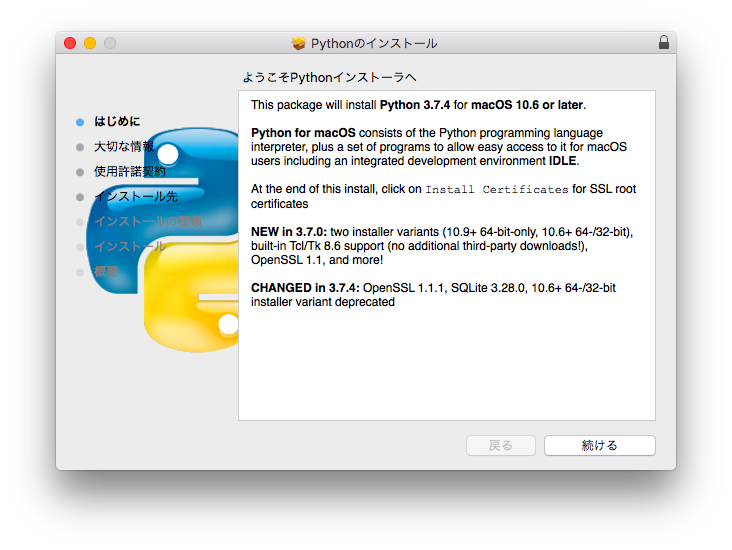 Pythonのインストール
ようこそPythonインストーラへ
はじめに
大切な情報
使用許諾契約
インストール先
インストールの種類
インストール
概要
This package will install Python 3.7.4 for macOS 10.6 or later.
Python for macOS consists of the Python programming language
interpreter, plus a set of programs to allow easy access to it for macOS
users including an integrated development environment IDLE.
At the end of this install, click on Install Certificates for SSL root
certificates
NEW in 3.7.0: two installer variants (10.9+ 64-bit-only, 10.6+ 64-/32-bit),
built-in Tcl/Tk 8.6 support (no additional third-party downloads!),
OpenSSL 1.1, and more!
CHANGED in 3.7.4: OpenSSL 1.1.1, SQLite 3.28.0, 10.6+ 64-/32-bit
installer variant deprecated
戻る
続ける